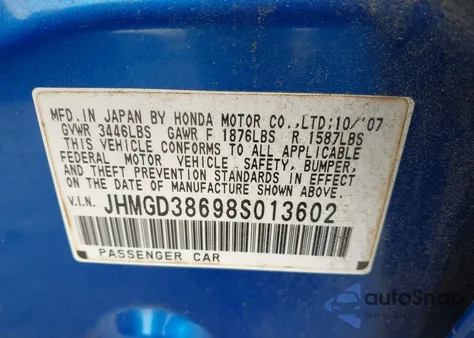 MFD. IN JAPAN BY HONDA MOTOR CO.,LTD;10/'07
GVWR 3446LBS GAWR F 1876LBS R 1587LBS
THIS VEHICLE CONFORMS TO ALL APPLICABLE
FEDERAL MOTOR VEHICLE SAFETY, BUMPER,
AND THEFT PREVENTION STANDARDS IN EFFECT
ON THE DATE OF MANUFACTURE SHOWN ABOVE.
V.I.N. JHMGD38698S013602
PASSENGER CAR
autoSnap